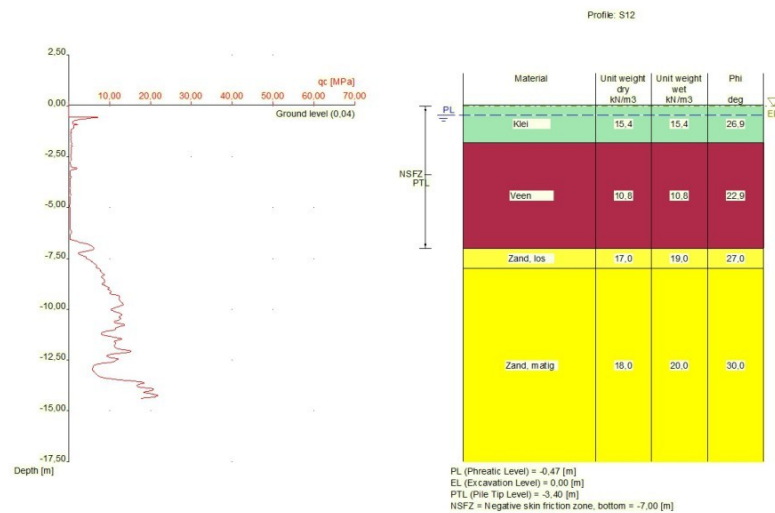 Profile: S12
2,50
qc [MPa]
10,00 20,00 30,00 40,00 50,00 60,00 70,00
0,00
Ground level (0,04)
-2,50
-5,00
-7,50
-10,00
-12,50
-15,00
-17,50
Depth [m]
Material Unit weight dry kN/m3 Unit weight wet kN/m3 Phi deg
PL
EL
Klei 15,4 15,4 26,9
NSFZ
PTL
Veen 10,8 10,8 22,9
Zand, los 17,0 19,0 27,0
Zand, matig 18,0 20,0 30,0
PL (Phreatic Level) = -0,47 [m]
EL (Excavation Level) = 0,00 [m]
PTL (Pile Tip Level) = -3,40 [m]
NSFZ = Negative skin friction zone, bottom = -7,00 [m]